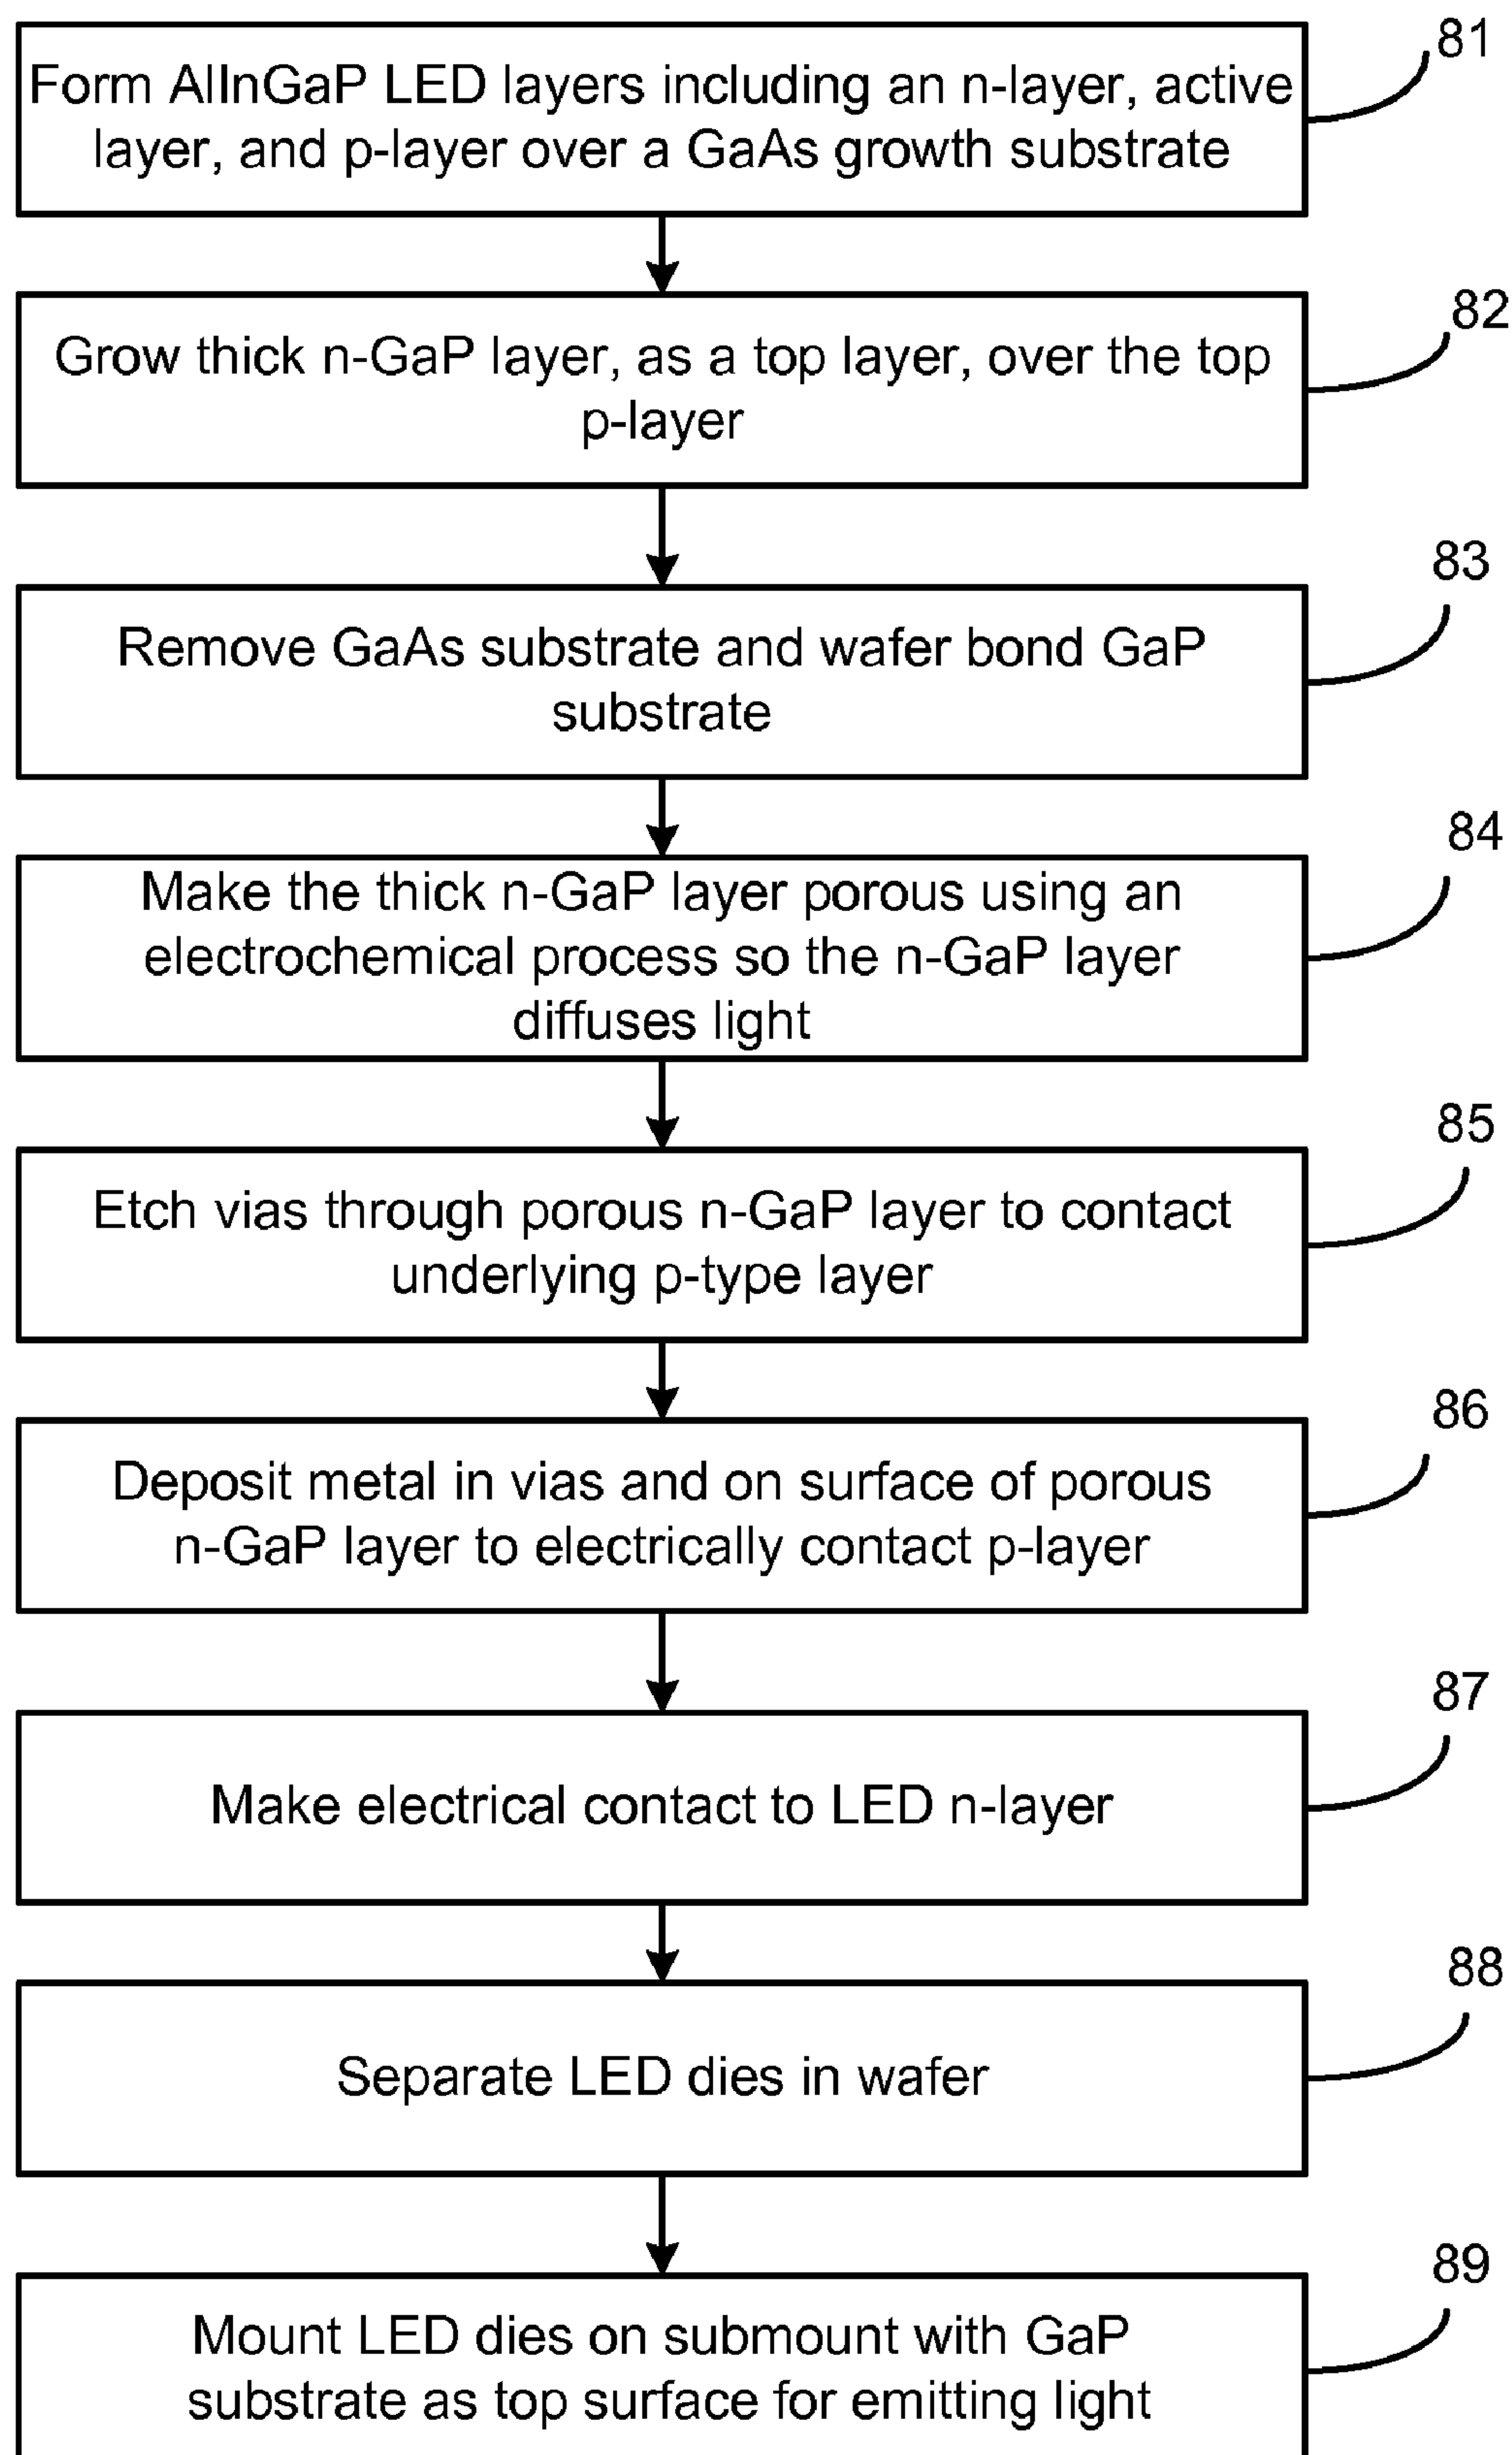 81
Form AlInGaP LED layers including an n-layer, active
layer, and p-layer over a GaAs growth substrate
82
Grow thick n-GaP layer, as a top layer, over the top
p-layer
83
Remove GaAs substrate and wafer bond GaP
substrate
84
Make the thick n-GaP layer porous using an
electrochemical process so the n-GaP layer
diffuses light
85
Etch vias through porous n-GaP layer to contact
underlying p-type layer
86
Deposit metal in vias and on surface of porous
n-GaP layer to electrically contact p-layer
87
Make electrical contact to LED n-layer
88
Separate LED dies in wafer
89
Mount LED dies on submount with GaP
substrate as top surface for emitting light